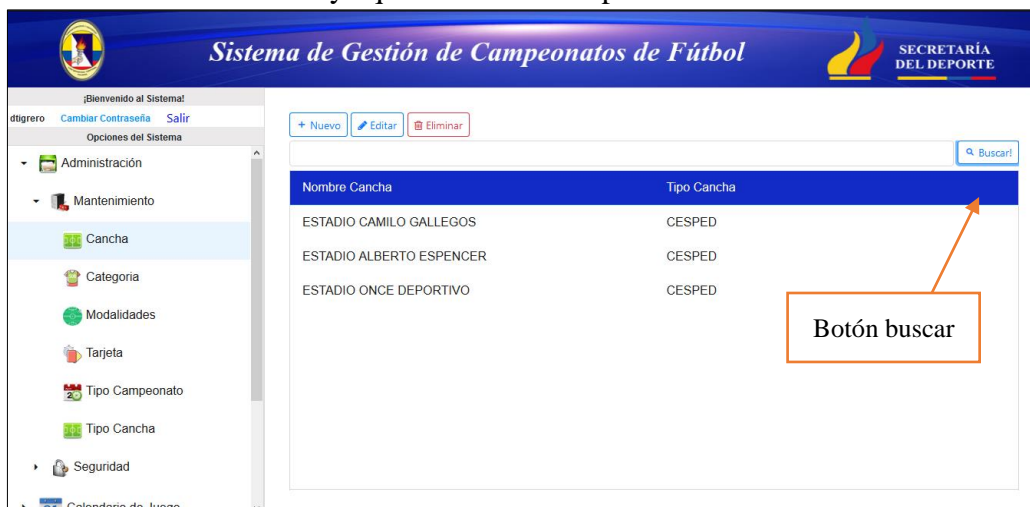 Sistema de Gestión de Campeonatos de Fútbol
SECRETARÍA
DEL DEPORTE
¡Bienvenido al Sistema!
dtigrero Cambiar Contraseña Salir
Opciones del Sistema
Administración
Mantenimiento
Cancha
Categoria
Modalidades
Tarjeta
Tipo Campeonato
Tipo Cancha
Seguridad
+ Nuevo Editar Eliminar
Buscar!
Nombre Cancha Tipo Cancha
ESTADIO CAMILO GALLEGOS CESPED
ESTADIO ALBERTO ESPENCER CESPED
ESTADIO ONCE DEPORTIVO CESPED
Botón buscar